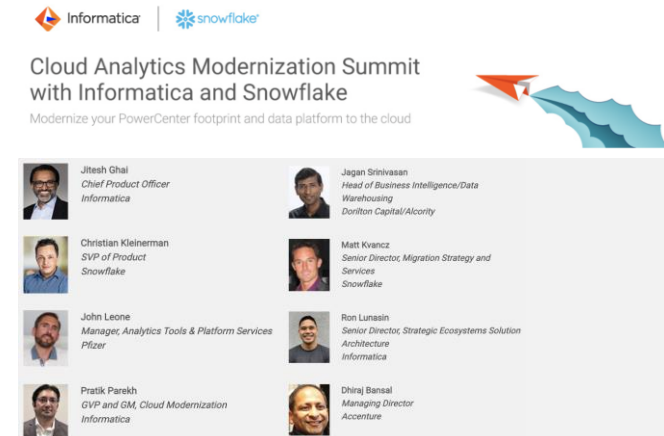 Informatica
snowflake®
Cloud Analytics Modernization Summit
with Informatica and Snowflake
Modernize your PowerCenter footprint and data platform to the cloud
Jitesh Ghai
Chief Product Officer
Informatica
Christian Kleinerman
SVP of Product
Snowflake
John Leone
Manager, Analytics Tools & Platform Services
Pfizer
Pratik Parekh
GVP and GM, Cloud Modernization
Informatica
Jagan Srinivasan
Head of Business Intelligence/Data
Warehousing
Dorilton Capital/Alcority
Matt Kvancz
Senior Director, Migration Strategy and
Services
Snowflake
Ron Lunasin
Senior Director, Strategic Ecosystems Solution
Architecture
Informatica
Dhiraj Bansal
Managing Director
Accenture